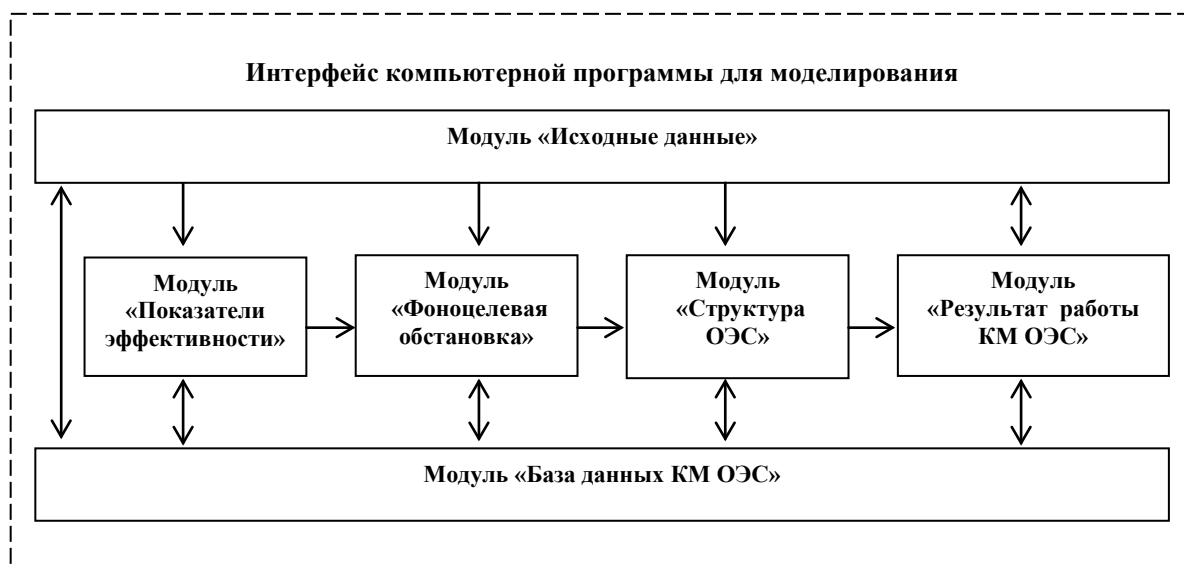 Интерфейс компьютерной программы для моделирования
Модуль «Исходные данные»
Модуль
«Показатели
эффективности»
Модуль
«Фоноцелевая
обстановка»
Модуль
«Структура
ОЭС»
Модуль
«Результат работы
КМ ОЭС»
Модуль «База данных КМ ОЭС»